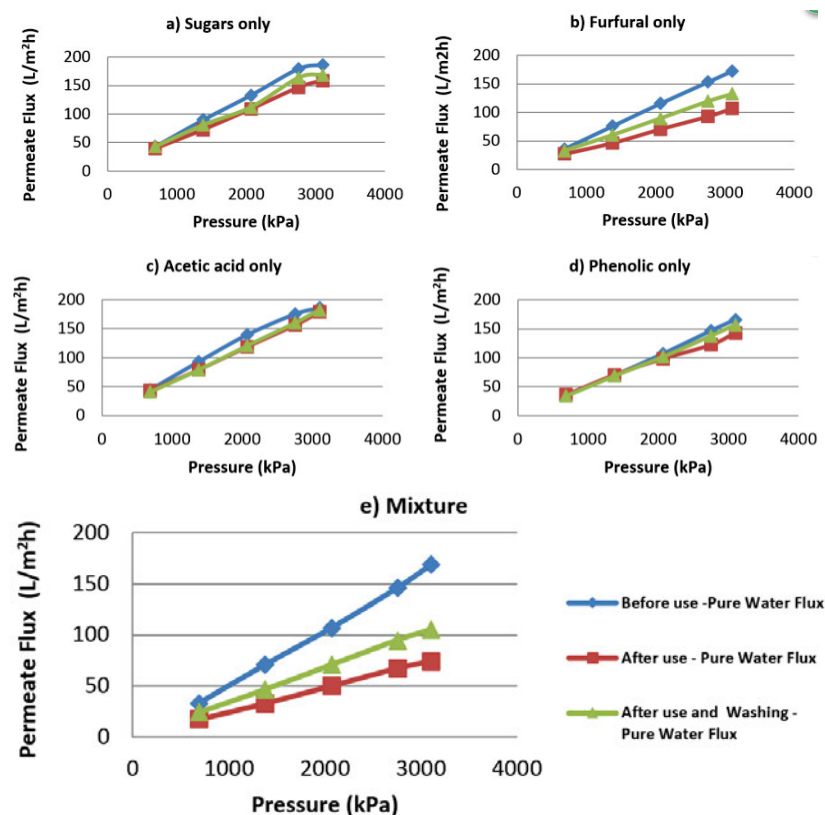 a) Sugars only
Permeate Flux (L/m²h)
200
150
100
50
0
0 1000 2000 3000 4000
Pressure (kPa)
b) Furfural only
Permeate Flux (L/m2h)
200
150
100
50
0
0 1000 2000 3000 4000
Pressure (kPa)
c) Acetic acid only
Permeate Flux (L/m²h)
200
150
100
50
0
0 1000 2000 3000 4000
Pressure (kPa)
d) Phenolic only
Permeate Flux (L/m²h)
200
150
100
50
0
0 1000 2000 3000 4000
Pressure (kPa)
e) Mixture
Permeate Flux (L/m²h)
200
150
100
50
0
0 1000 2000 3000 4000
Pressure (kPa)
Before use -Pure Water Flux
After use - Pure Water Flux
After use and Washing -
Pure Water Flux